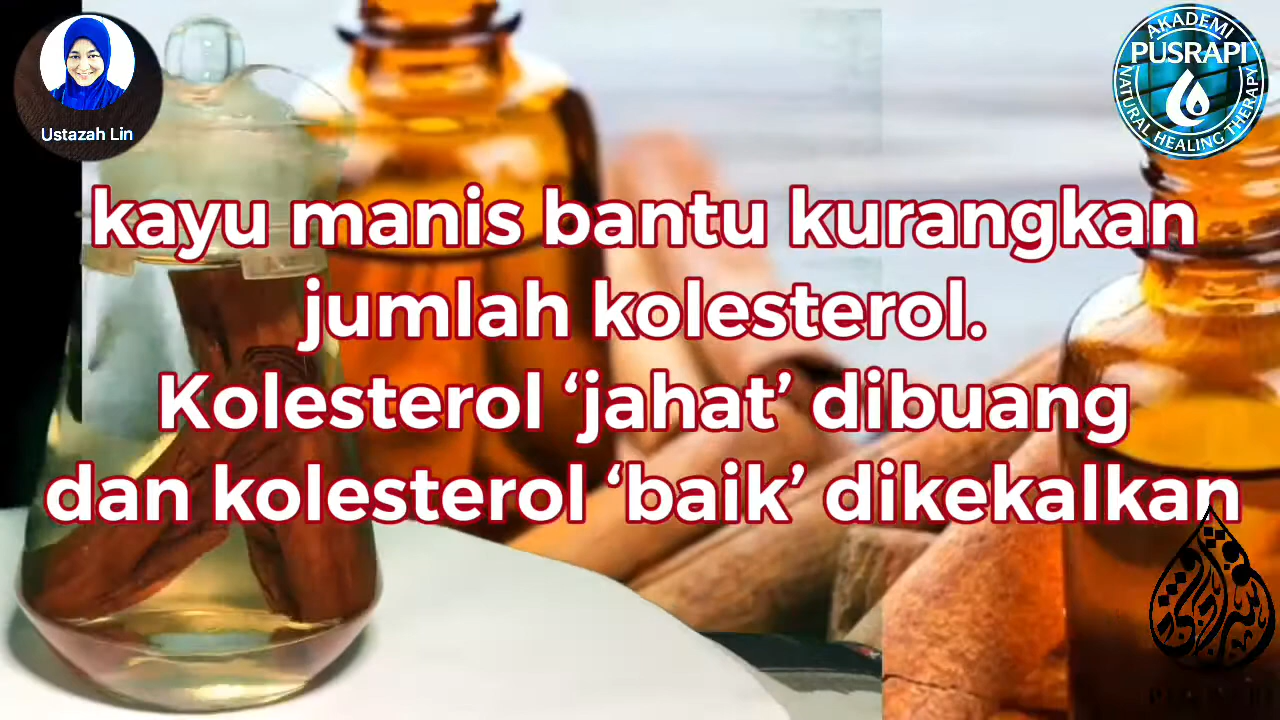 Ustazah Lin
AKADEMI
PUSRAPI
NATURAL HEALING THERAPY
kayu manis bantu kurangkan
jumlah kolesterol.
Kolesterol ‘jahat’ dibuang
dan kolesterol ‘baik’ dikekalkan